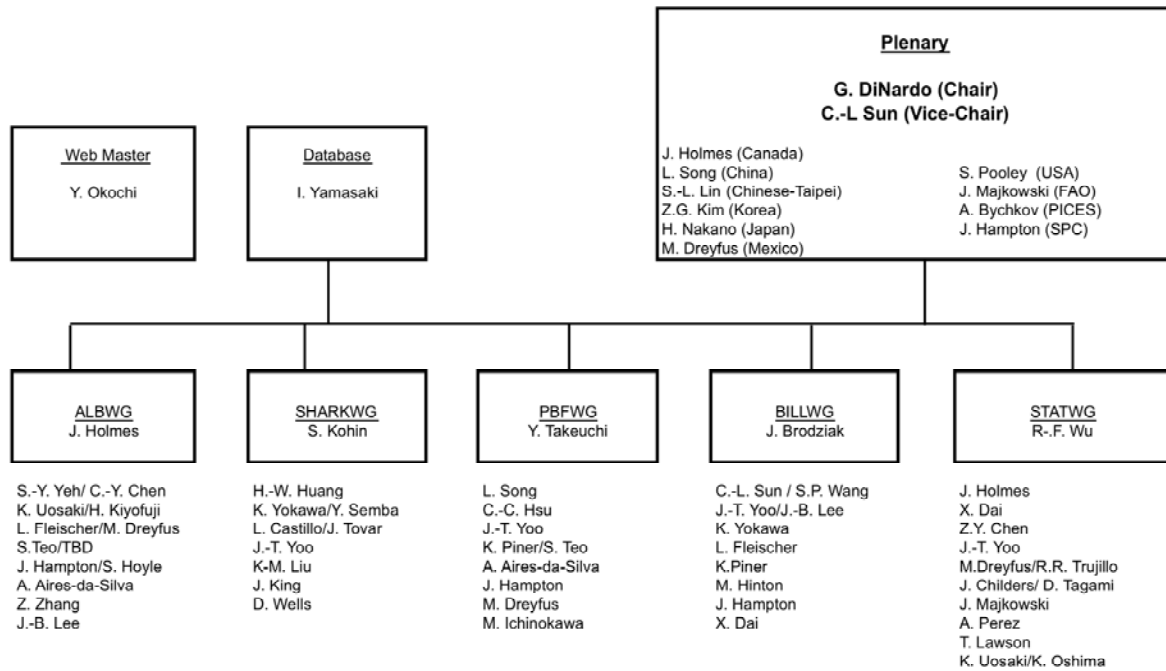 Plenary
G. DiNardo (Chair)
C.-L Sun (Vice-Chair)
J. Holmes (Canada)
L. Song (China)
S.-L. Lin (Chinese-Taipei)
Z.G. Kim (Korea)
H. Nakano (Japan)
M. Dreyfus (Mexico)
S. Pooley (USA)
J. Majkowski (FAO)
A. Bychkov (PICES)
J. Hampton (SPC)
Web Master
Y. Okochi
Database
I. Yamasaki
ALBWG
J. Holmes
S.-Y. Yeh/ C.-Y. Chen
K. Uosaki/H. Kiyofuji
L. Fleischer/M. Dreyfus
S.Teo/TBD
J. Hampton/S. Hoyle
A. Aires-da-Silva
Z. Zhang
J.-B. Lee
SHARKWG
S. Kohin
H.-W. Huang
K. Yokawa/Y. Semba
L. Castillo/J. Tovar
J.-T. Yoo
K-M. Liu
J. King
D. Wells
PBFWG
Y. Takeuchi
L. Song
C.-C. Hsu
J.-T. Yoo
K. Piner/S. Teo
A. Aires-da-Silva
J. Hampton
M. Dreyfus
M. Ichinokawa
BILLWG
J. Brodziak
C.-L. Sun / S.P. Wang
J.-T. Yoo/J.-B. Lee
K. Yokawa
L. Fleischer
K.Piner
M. Hinton
J. Hampton
X. Dai
STATWG
R-.F. Wu
J. Holmes
X. Dai
Z.Y. Chen
J.-T. Yoo
M.Dreyfus/R.R. Trujillo
J. Childers/ D. Tagami
J. Majkowski
A. Perez
T. Lawson
K. Uosaki/K. Oshima